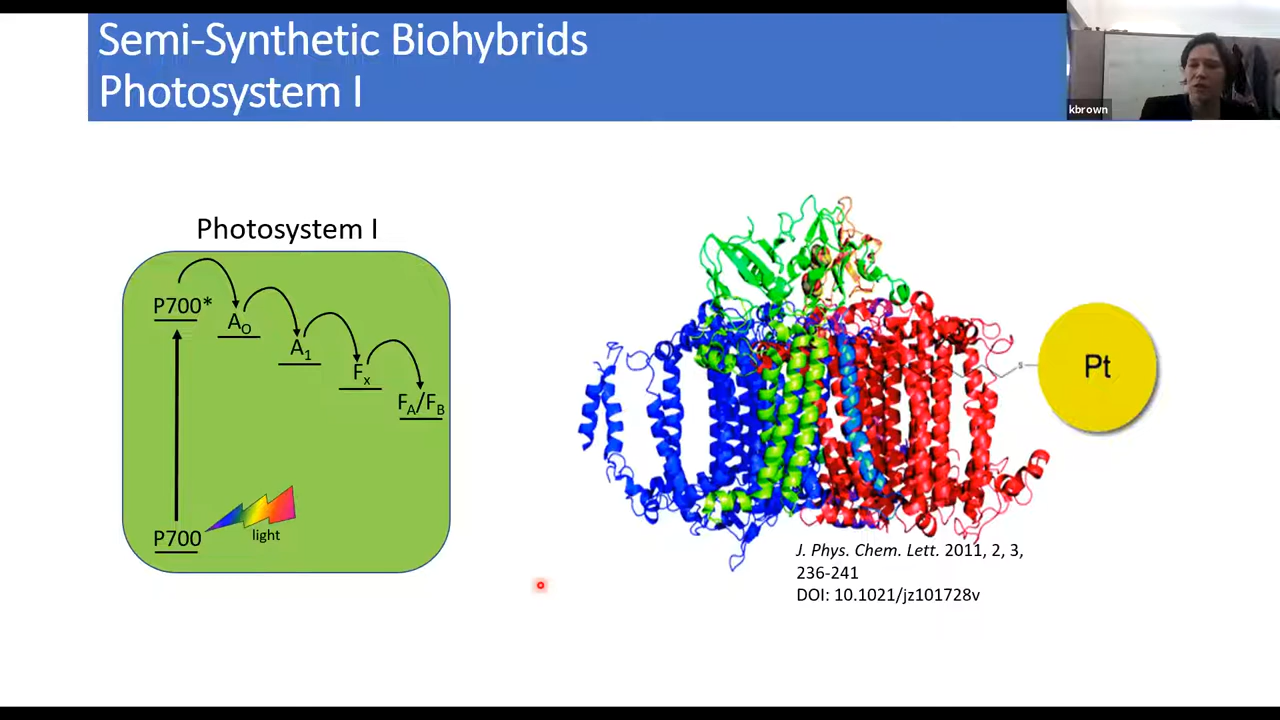 Semi-Synthetic Biohybrids
Photosystem I
kbrown
Photosystem I
P700*
A0
A1
Fx
FA/FB
P700
light
Pt
s
J. Phys. Chem. Lett. 2011, 2, 3,
236-241
DOI: 10.1021/jz101728v